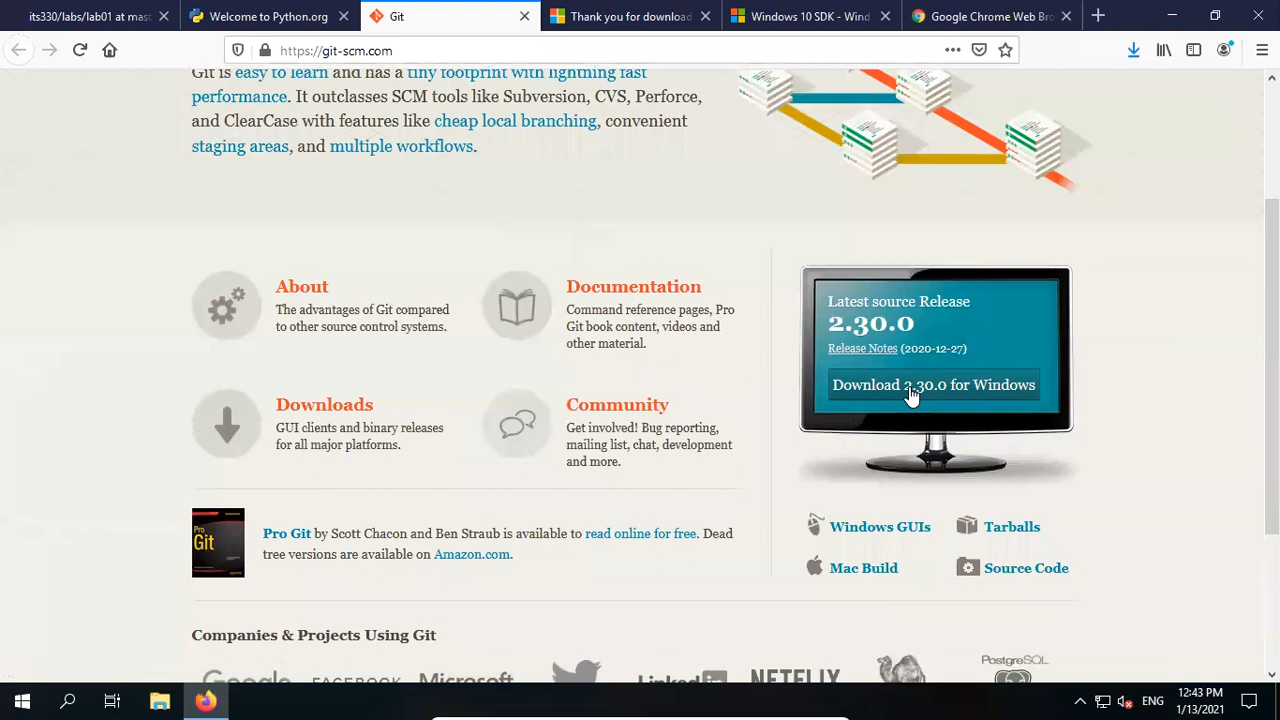 its330/labs/lab01 at mast
Welcome to Python.org
Git
Thank you for download
Windows 10 SDK - Wind
Google Chrome Web Bro
https://git-scm.com
Git is easy to learn and has a tiny footprint with lightning fast
performance. It outclasses SCM tools like Subversion, CVS, Perforce,
and ClearCase with features like cheap local branching, convenient
staging areas, and multiple workflows.
About
The advantages of Git compared
to other source control systems.
Documentation
Command reference pages, Pro
Git book content, videos and
other material.
Downloads
GUI clients and binary releases
for all major platforms.
Community
Get involved! Bug reporting,
mailing list, chat, development
and more.
Latest source Release
2.30.0
Release Notes (2020-12-27)
Download 2.30.0 for Windows
Windows GUIs
Tarballs
Mac Build
Source Code
Pro
Git
Pro Git by Scott Chacon and Ben Straub is available to read online for free. Dead
tree versions are available on Amazon.com.
Companies & Projects Using Git
Google
FACEBOOK
Microsoft
LinkedIn
NETFLIX
PostgreSQL
ENG
12:43 PM
1/13/2021